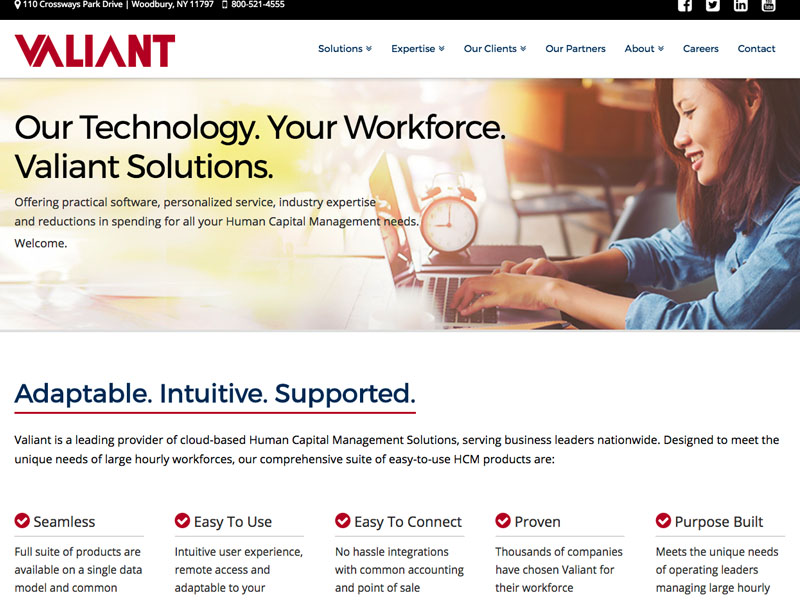 110 Crossways Park Drive | Woodbury, NY 11797 800-521-4555
VALIANT
Solutions Expertise Our Clients Our Partners About Careers Contact
Our Technology. Your Workforce.
Valiant Solutions.
Offering practical software, personalized service, industry expertise
and reductions in spending for all your Human Capital Management needs.
Welcome.
Adaptable. Intuitive. Supported.
Valiant is a leading provider of cloud-based Human Capital Management Solutions, serving business leaders nationwide. Designed to meet the
unique needs of large hourly workforces, our comprehensive suite of easy-to-use HCM products are:
Seamless
Full suite of products are
available on a single data
model and common
Easy To Use
Intuitive user experience,
remote access and
adaptable to your
Easy To Connect
No hassle integrations
with common accounting
and point of sale
Proven
Thousands of companies
have chosen Valiant for
their workforce
Purpose Built
Meets the unique needs
of operating leaders
managing large hourly